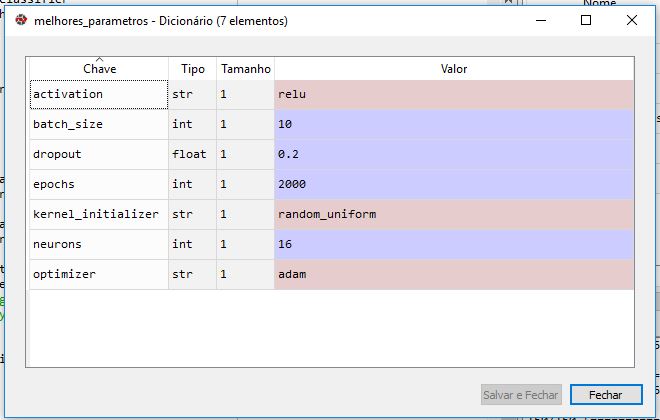 classifier
Nome
melhores_parametros - Dicionário (7 elementos)
Chave Tipo Tamanho Valor
activation str 1 relu
batch_size int 1 10
dropout float 1 0.2
epochs int 1 2000
kernel_initializer str 1 random_uniform
neurons int 1 16
optimizer str 1 adam
Salvar e Fechar Fechar